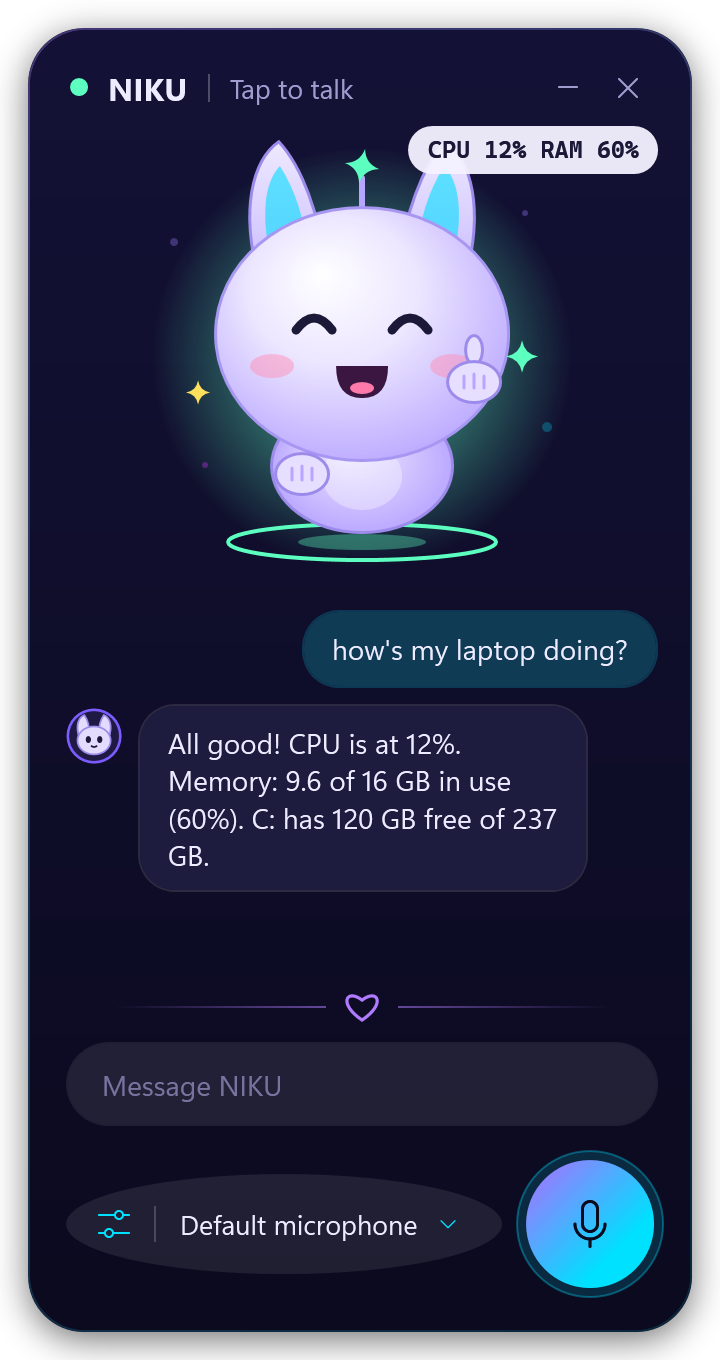 NIKU | Tap to talk
CPU 12% RAM 60%
how's my laptop doing?
All good! CPU is at 12%.
Memory: 9.6 of 16 GB in use
(60%). C: has 120 GB free of 237
GB.
Message NIKU
Default microphone